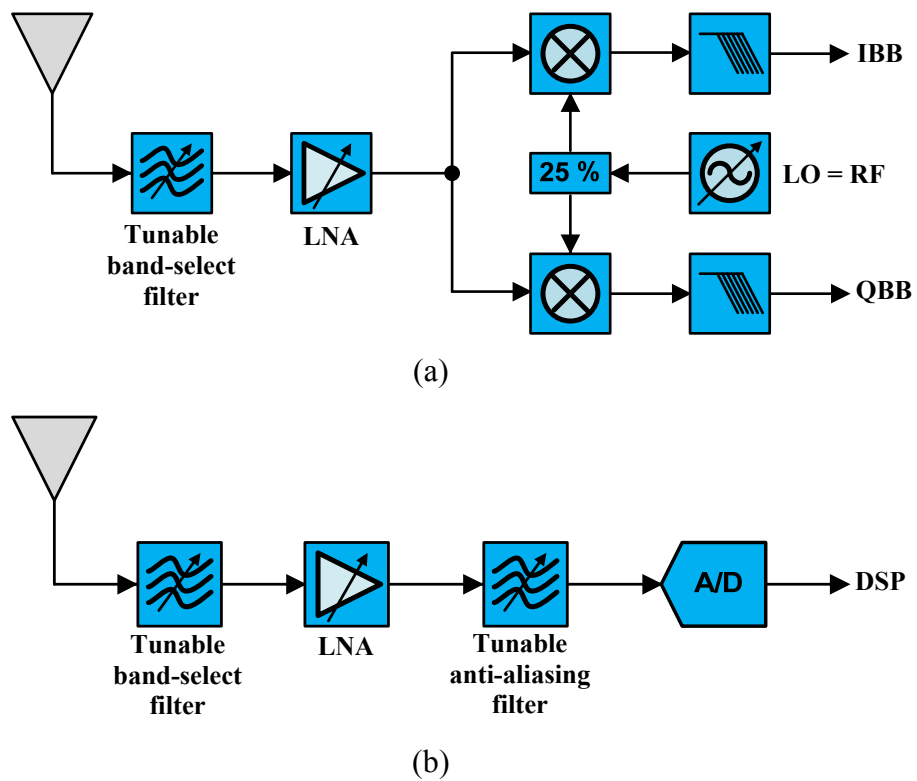 IBB
25 %
LO = RF
Tunable
band-select
filter
LNA
QBB
(a)
A/D
DSP
Tunable
band-select
filter
LNA
Tunable
anti-aliasing
filter
(b)